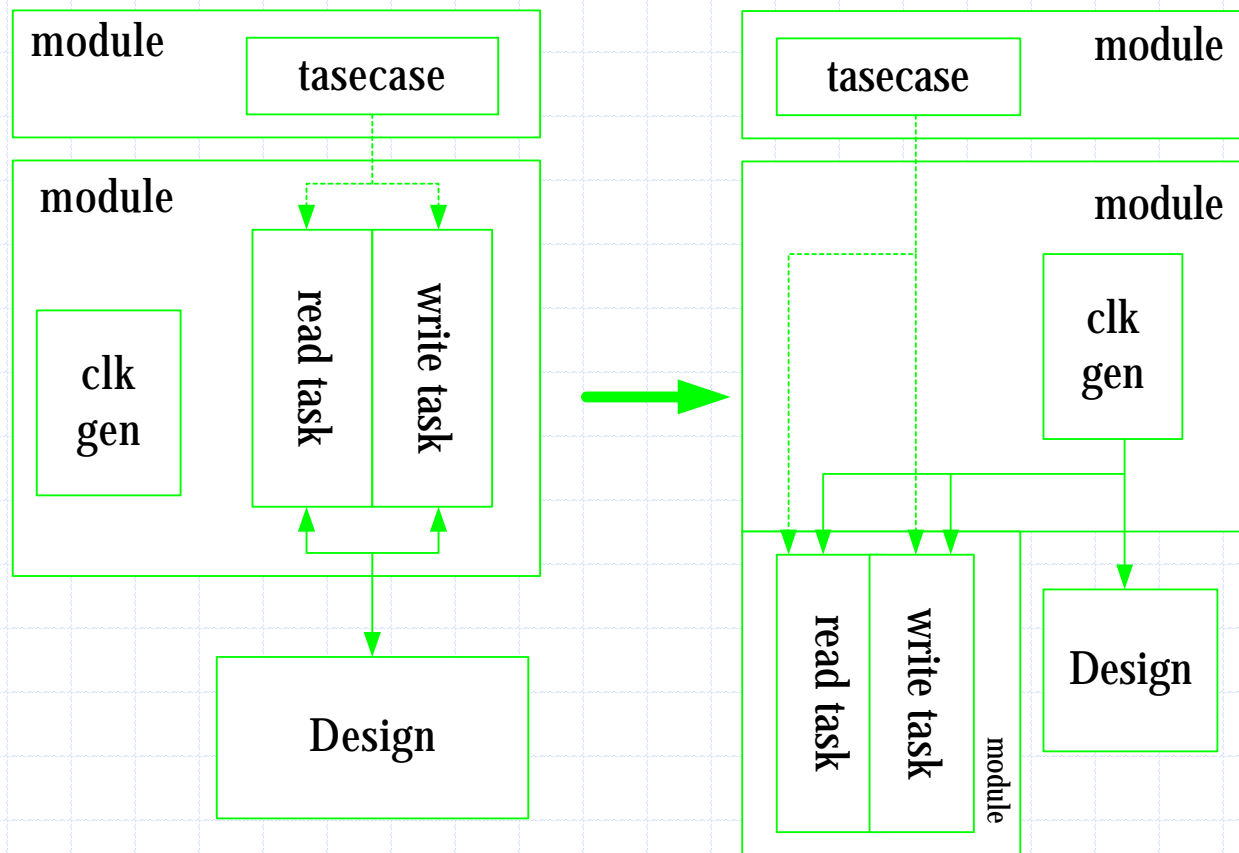 module
tasecase
module
clk
gen
read task
write task
Design
module
tasecase
module
clk
gen
read task
write task
module
Design